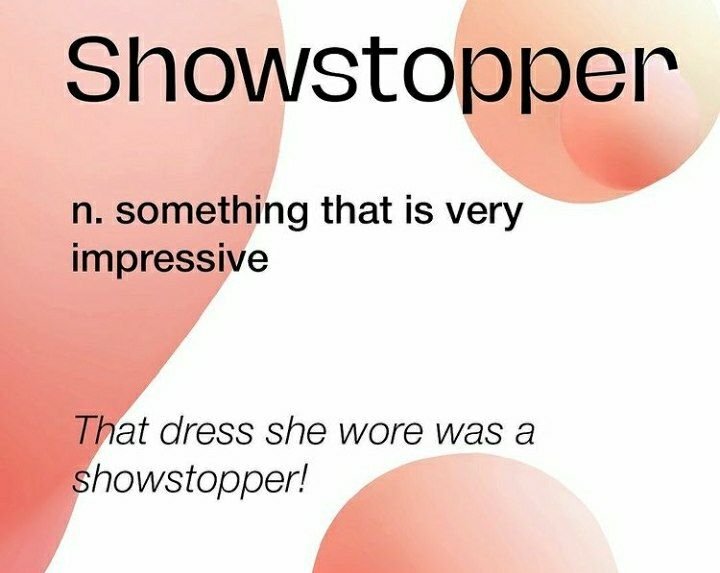 Showstopper
n. something that is very
impressive
That dress she wore was a
showstopper!